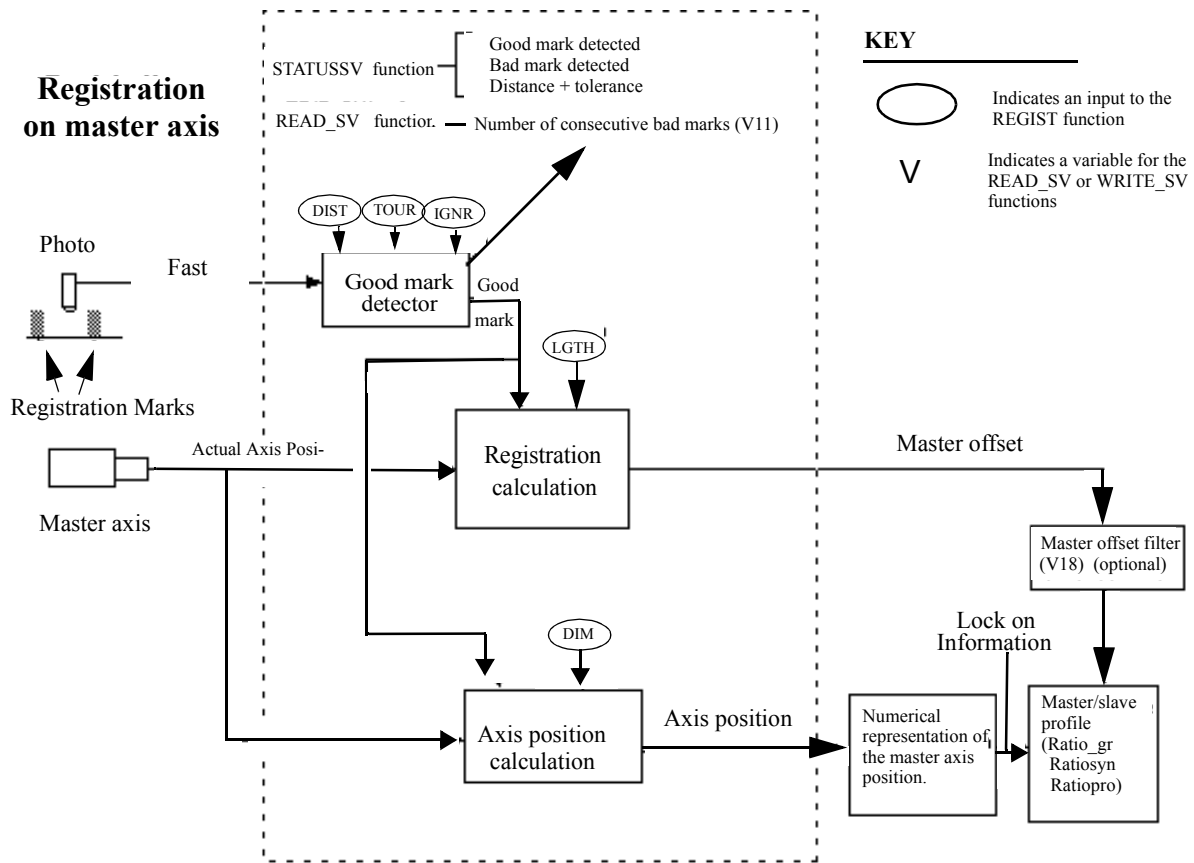 Registration
on master axis
STATUSSV function
Good mark detected
Bad mark detected
Distance + tolerance
READ_SV function
Number of consecutive bad marks (V11)
KEY
Indicates an input to the
REGIST function
V
Indicates a variable for the
READ_SV or WRITE_SV
functions
DIST
TOUR
IGNR
Photo
Fast
Good mark
detector
Good
mark
LGTH
Registration Marks
Actual Axis Posi-
Registration
calculation
Master offset
Master axis
Master offset filter
(V18) (optional)
Lock on
Information
DIM
Axis position
calculation
Axis position
Numerical
representation of
the master axis
position.
Master/slave
profile
(Ratio_gr
Ratiosyn
Ratiopro)